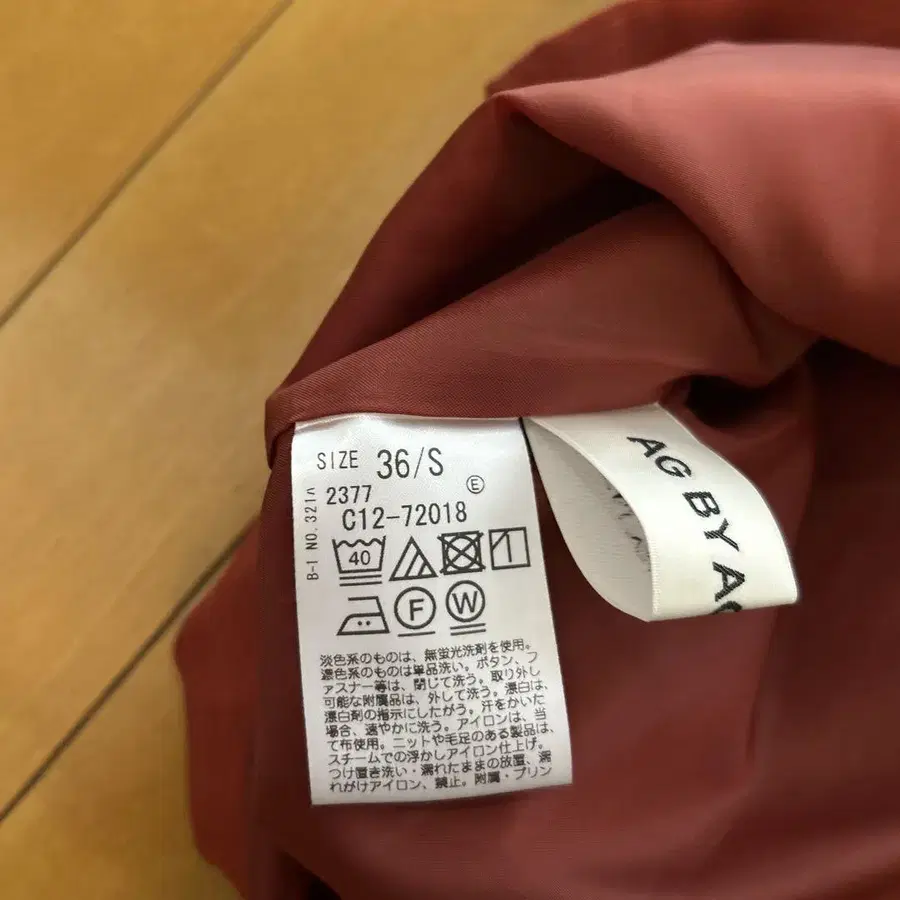 SIZE 36/S
2377 Ⓔ
C12-72018
B-1 NO.321A
40
F W
淡色系のものは、無蛍光洗剤を使用。
濃色系のものは単品洗い。ボタン、フ
ァスナー等は、閉じて洗う。取り外し
可能な附属品は、外して洗う。漂白は、
漂白剤の指示にしたがう。汗をかいた
場合、速やかに洗う。アイロンは、当
て布使用。ニットや毛足のある製品は、
スチームでの浮かしアイロン仕上げ。
つけ置き洗い・濡れたままの放置、濡
れがけアイロン、禁止。附属・プリン
AG BY